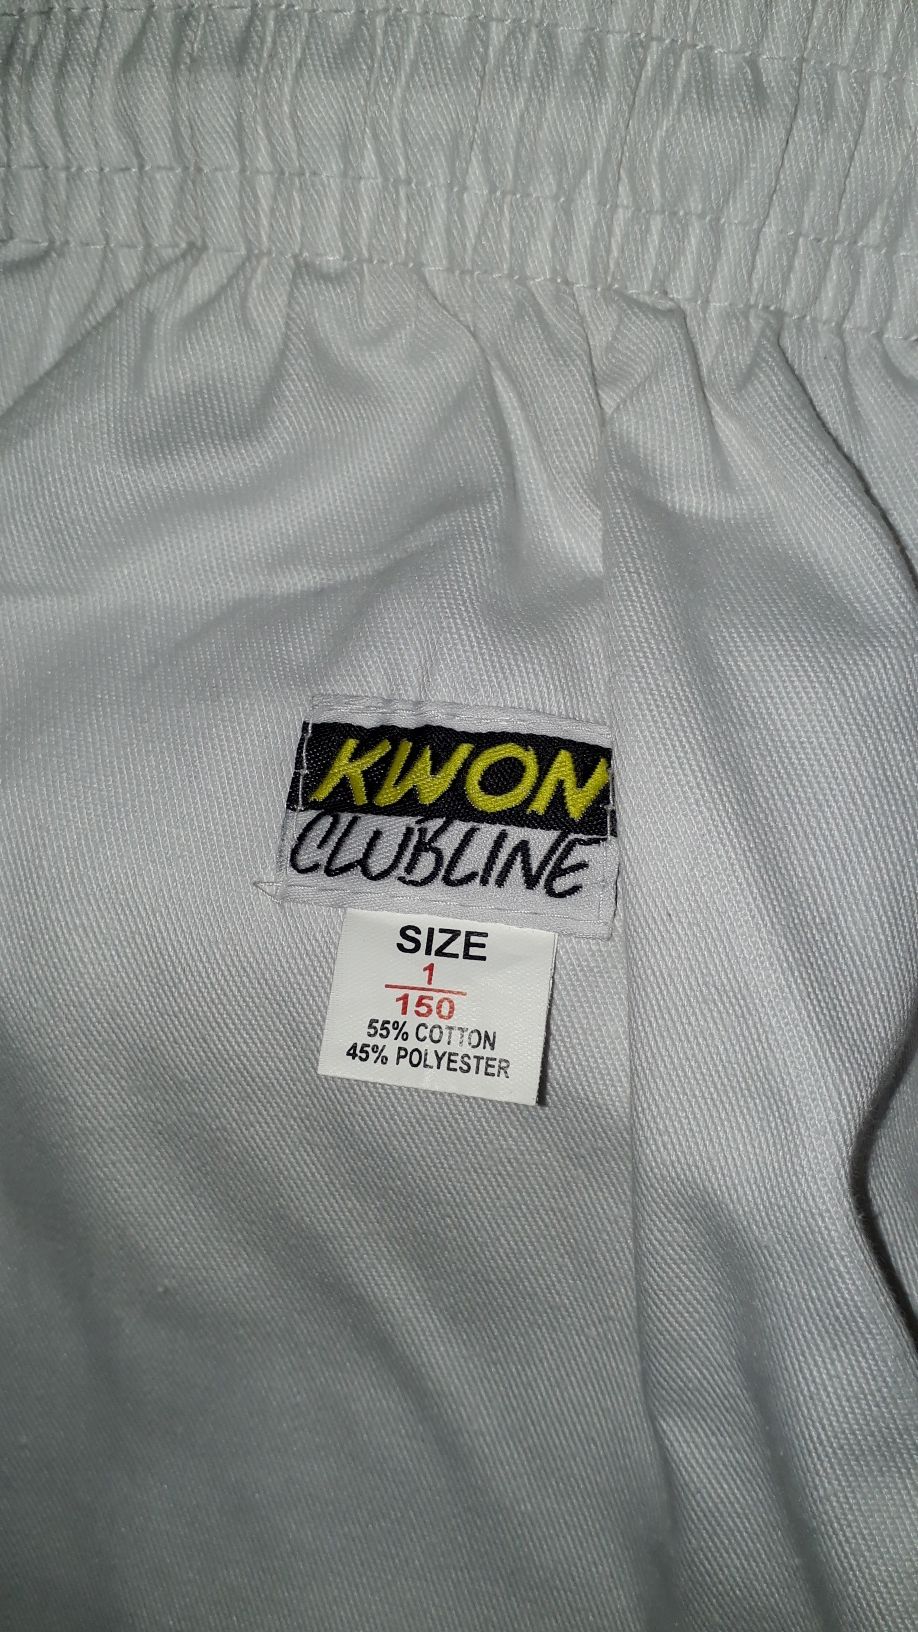 KWON
CLUBLINE
SIZE
1
150
55% COTTON
45% POLYESTER